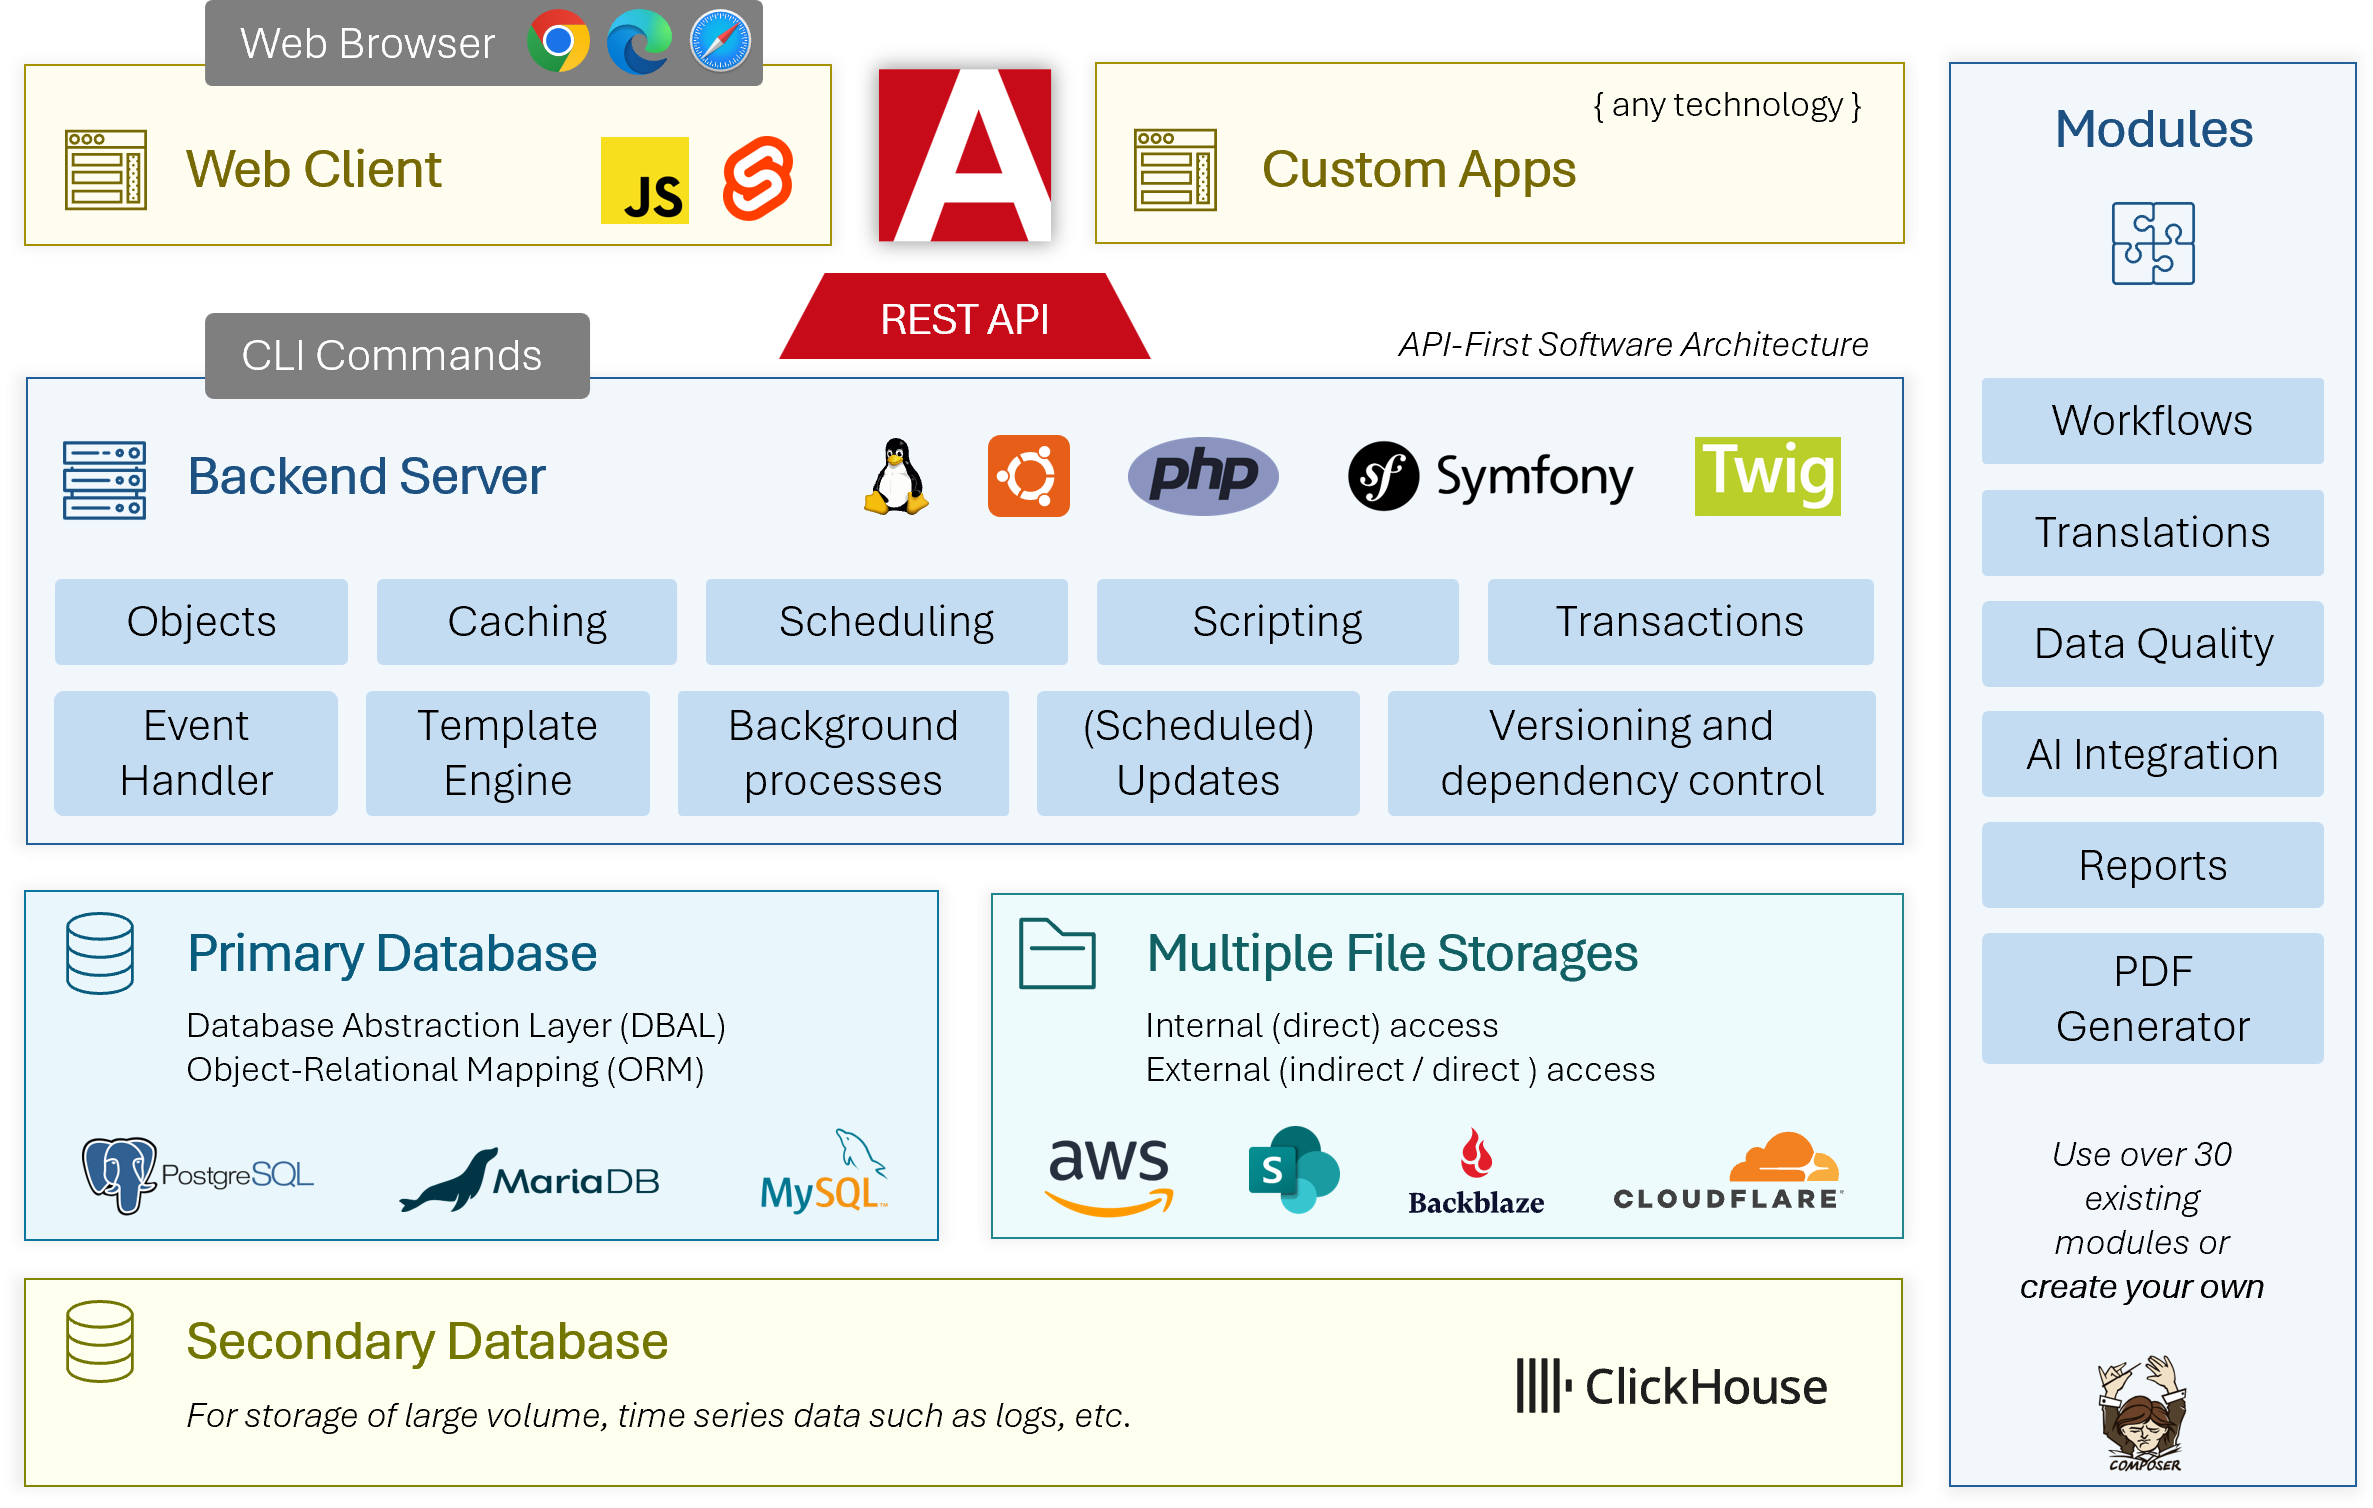 Web Browser
Web Client
JS
A
{ any technology }
Custom Apps
REST API
API-First Software Architecture
CLI Commands
Backend Server
php
sf Symfony
Twig
Objects
Caching
Scheduling
Scripting
Transactions
Event
Handler
Template
Engine
Background
processes
(Scheduled)
Updates
Versioning and
dependency control
Primary Database
Database Abstraction Layer (DBAL)
Object-Relational Mapping (ORM)
PostgreSQL
MariaDB
MySQL™
Multiple File Storages
Internal (direct) access
External (indirect / direct ) access
aws
S
Backblaze
CLOUDFLARE
Secondary Database
For storage of large volume, time series data such as logs, etc.
ClickHouse
Modules
Workflows
Translations
Data Quality
AI Integration
Reports
PDF
Generator
Use over 30
existing
modules or
create your own
COMPOSER